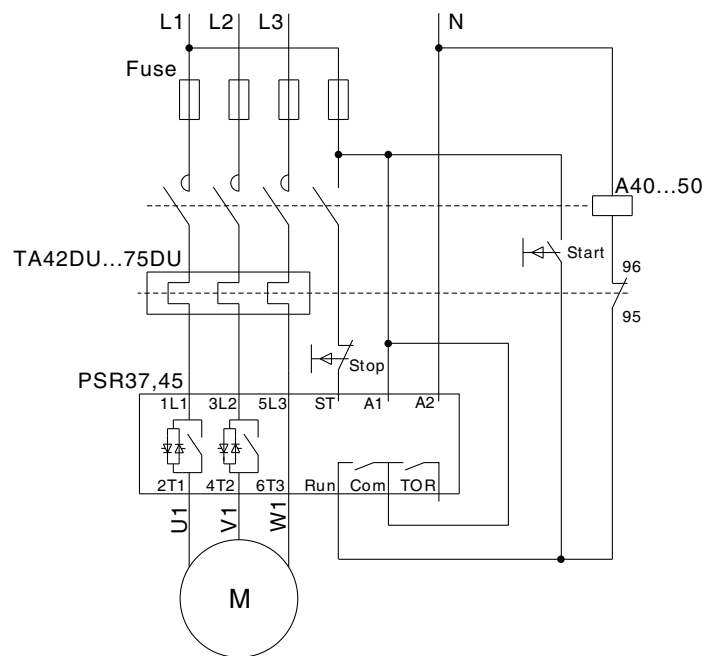 L1 L2 L3 N
Fuse
A40...50
Start
TA42DU...75DU
96
95
Stop
PSR37,45
1L1 3L2 5L3 ST A1 A2
2T1 4T2 6T3 Run Com TOR
U1 V1 W1
M